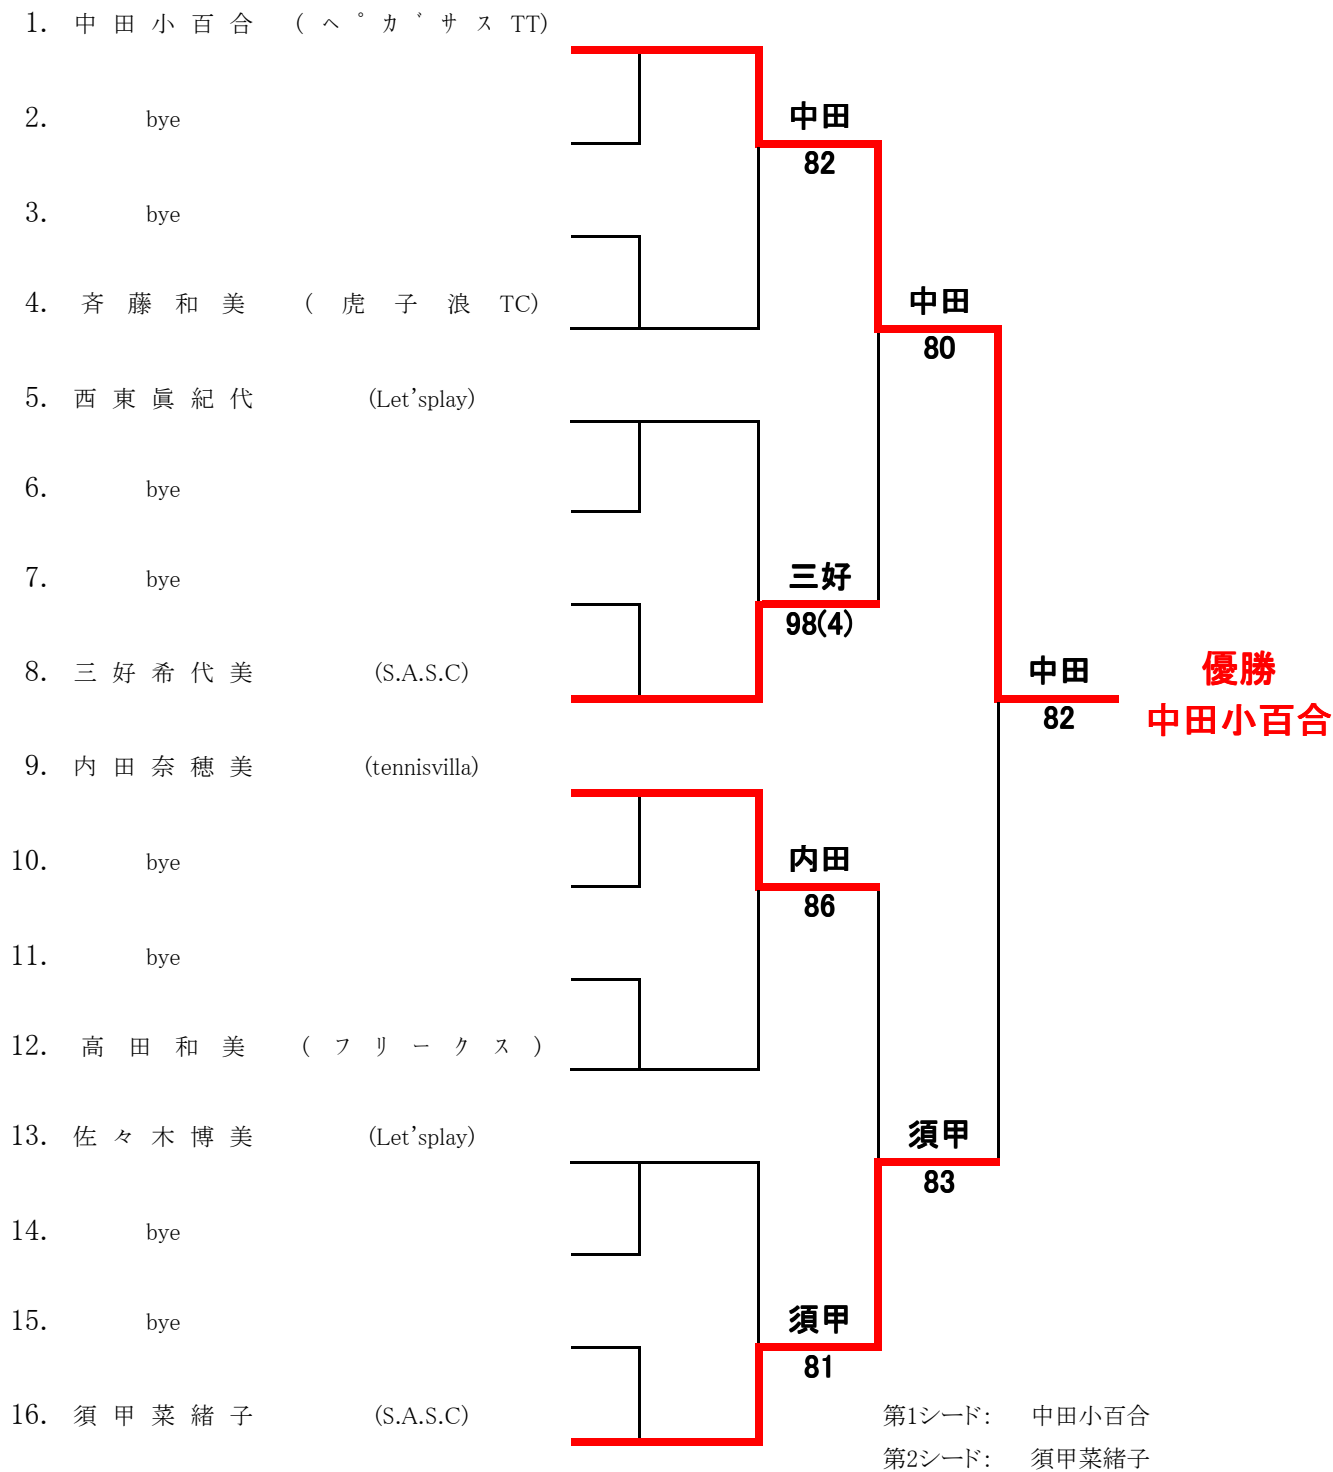 1. 中田小百合 (ペガサスTT)
2. bye
中田
82
3. bye
4. 斉藤和美 (虎子浪TC)
中田
80
5. 西東眞紀代 (Let'splay)
6. bye
7. bye
三好
98(4)
8. 三好希代美 (S.A.S.C)
中田
82
優勝
中田小百合
9. 内田奈穂美 (tennisvilla)
10. bye
内田
86
11. bye
12. 高田和美 (フリークス)
13. 佐々木博美 (Let'splay)
須甲
83
14. bye
15. bye
須甲
81
16. 須甲菜緒子 (S.A.S.C)
第1シード: 中田小百合
第2シード: 須甲菜緒子